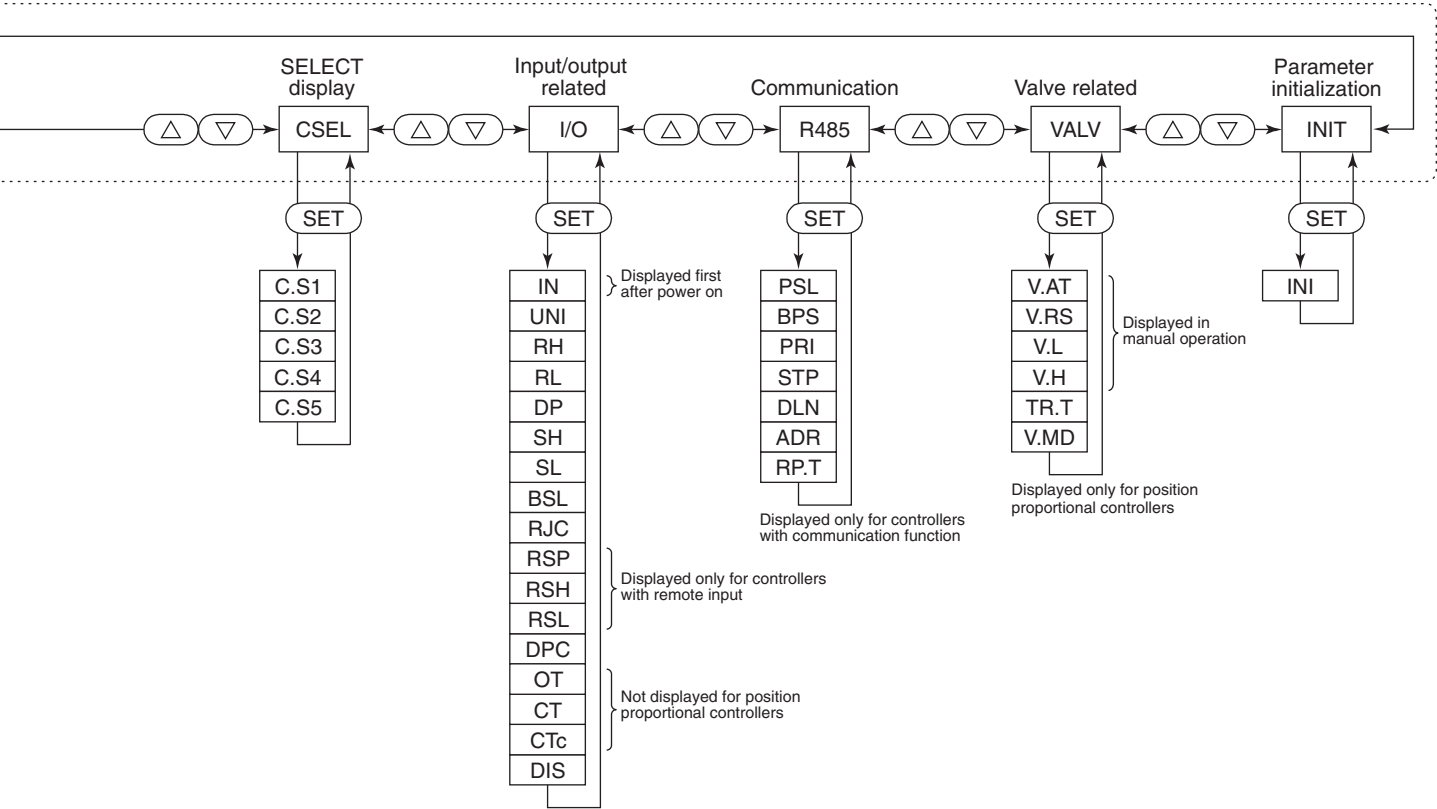 SELECT
display
CSEL
SET
C.S1
C.S2
C.S3
C.S4
C.S5
Input/output
related
I/O
SET
IN
UNI
RH
RL
DP
SH
SL
BSL
RJC
RSP
RSH
RSL
DPC
OT
CT
CTc
DIS
Displayed first
after power on
Displayed only for controllers
with remote input
Not displayed for position
proportional controllers
Communication
R485
SET
PSL
BPS
PRI
STP
DLN
ADR
RP.T
Displayed only for controllers
with communication function
Valve related
VALV
SET
V.AT
V.RS
V.L
V.H
TR.T
V.MD
Displayed in
manual operation
Displayed only for position
proportional controllers
Parameter
initialization
INIT
SET
INI